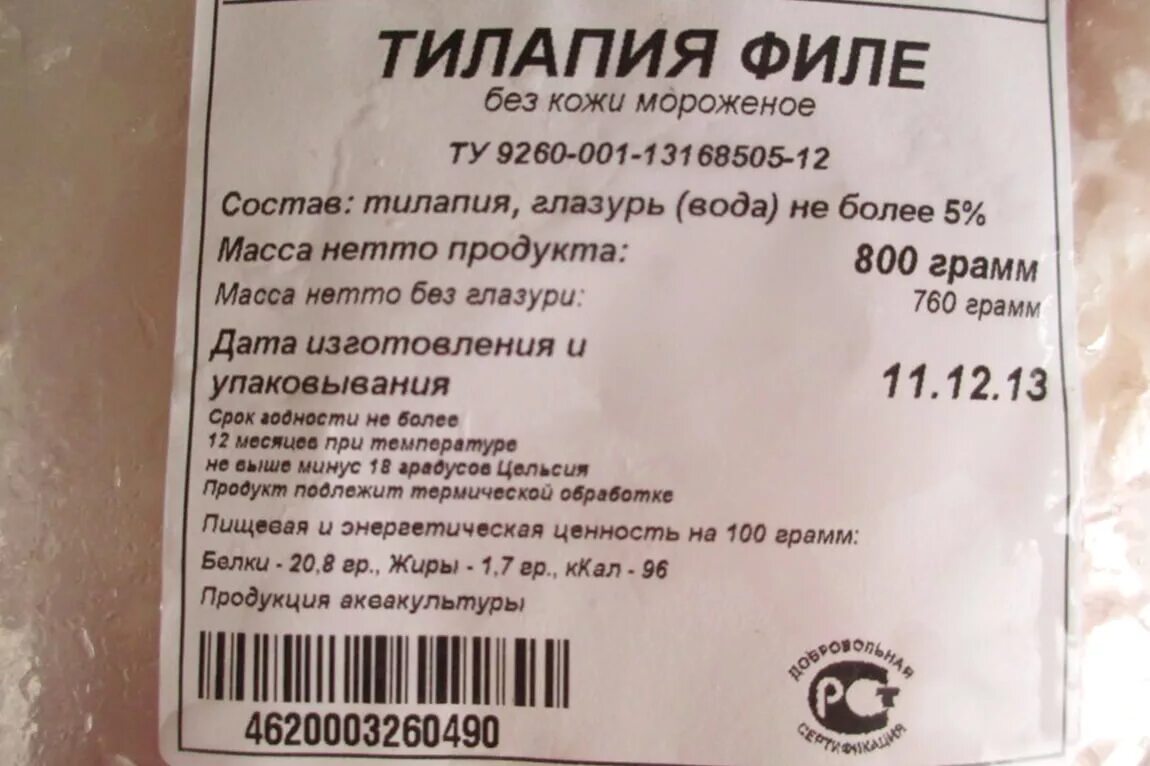 ТИЛАПИЯ ФИЛЕ
без кожи мороженое
ТУ 9260-001-13168505-12
Состав: тилапия, глазурь (вода) не более 5%
Масса нетто продукта: 800 грамм
Масса нетто без глазури: 760 грамм
Дата изготовления и
упаковывания 11.12.13
Срок годности не более
12 месяцев при температуре
не выше минус 18 градусов Цельсия
Продукт подлежит термической обработке
Пищевая и энергетическая ценность на 100 грамм:
Белки - 20,8 гр., Жиры - 1,7 гр., кКал - 96
Продукция аквакультуры
4620003260490
ДОБРОВОЛЬНАЯ
РСТ
СЕРТИФИКАЦИЯ